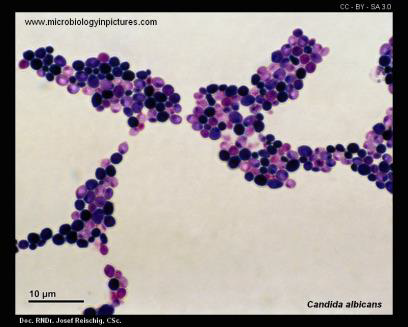 CC - BY - SA 3.0
www.microbiologyinpictures.com
10 µm
Candida albicans
Doc. RNDr. Josef Reischig, CSc.